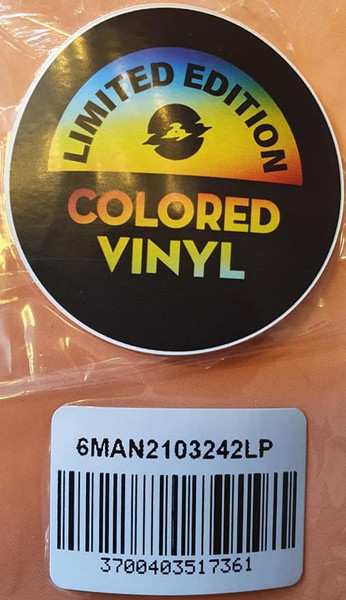 LIMITED EDITION
COLORED
VINYL
6MAN2103242LP
3700403517361